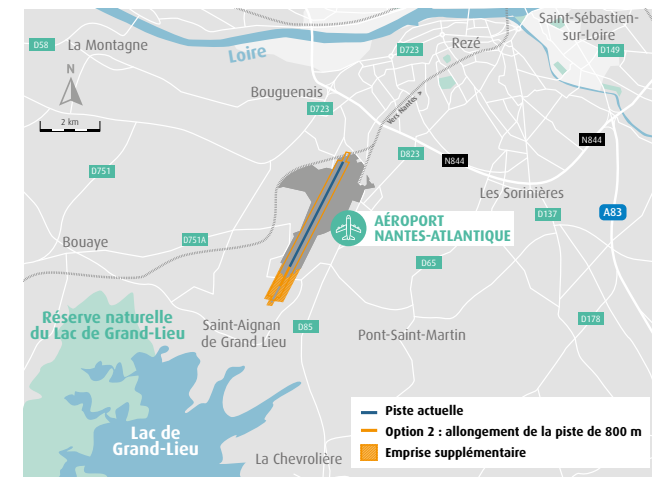 Saint-Sébastien-
sur-Loire
D58
La Montagne
Loire
D723
Rezé
D149
N
Bouguenais
D723
Vers Nantes >
2 km
D751
D823
N844
N844
Les Sorinières
D137
A83
AÉROPORT
NANTES-ATLANTIQUE
Bouaye
D751A
D65
Réserve naturelle
du Lac de Grand-Lieu
Saint-Aignan
de Grand Lieu
D85
Pont-Saint-Martin
D178
Lac de
Grand-Lieu
La Chevrolière
Piste actuelle
Option 2 : allongement de la piste de 800 m
Emprise supplémentaire